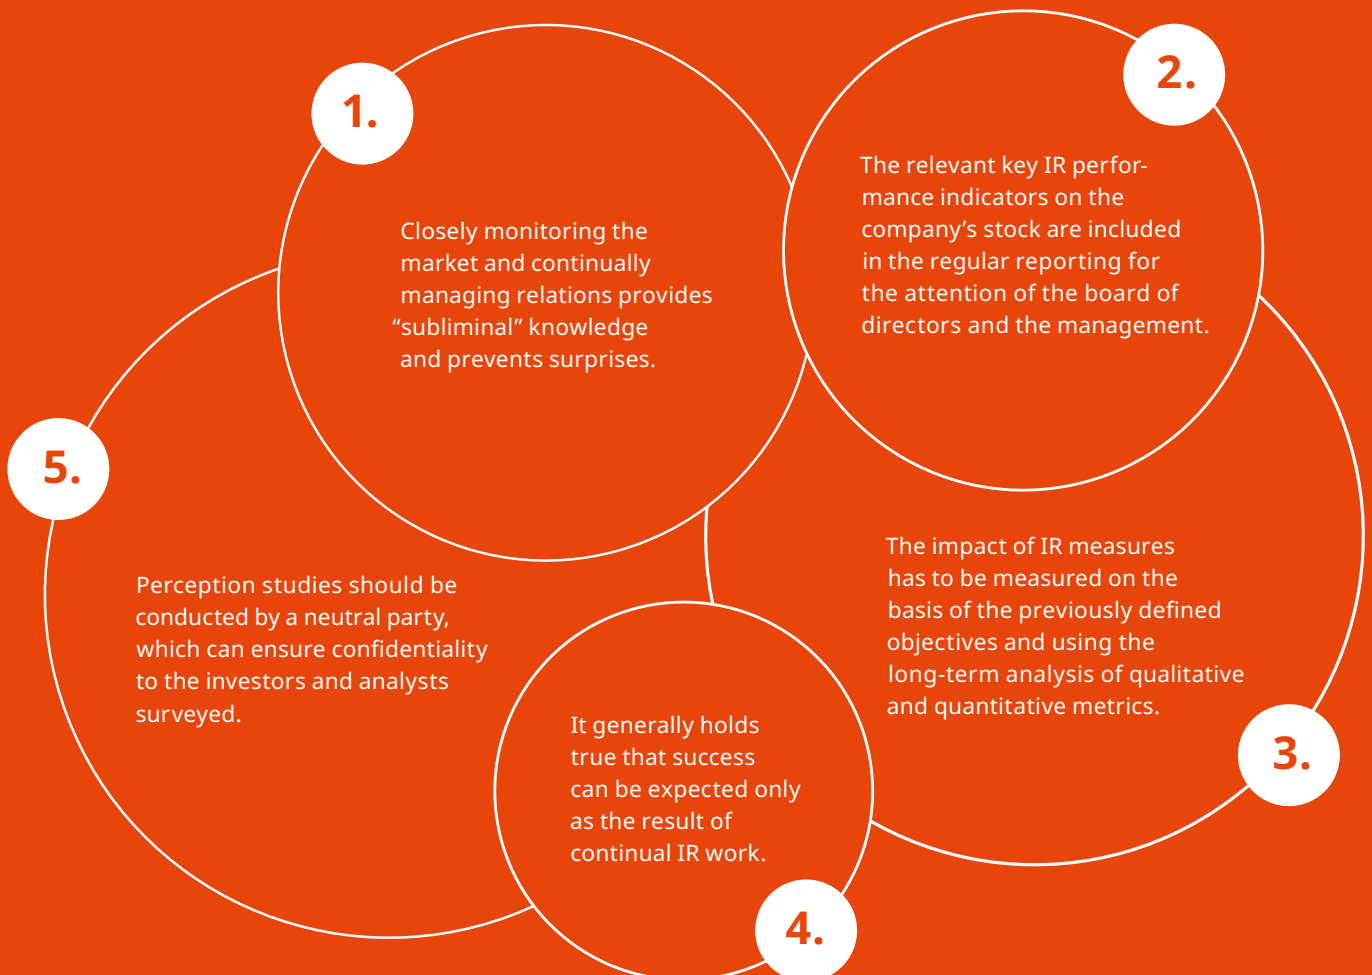 1.
Closely monitoring the
market and continually
managing relations provides
“subliminal” knowledge
and prevents surprises.
2.
The relevant key IR perfor-
mance indicators on the
company’s stock are included
in the regular reporting for
the attention of the board of
directors and the management.
3.
The impact of IR measures
has to be measured on the
basis of the previously defined
objectives and using the
long-term analysis of qualitative
and quantitative metrics.
4.
It generally holds
true that success
can be expected only
as the result of
continual IR work.
5.
Perception studies should be
conducted by a neutral party,
which can ensure confidentiality
to the investors and analysts
surveyed.